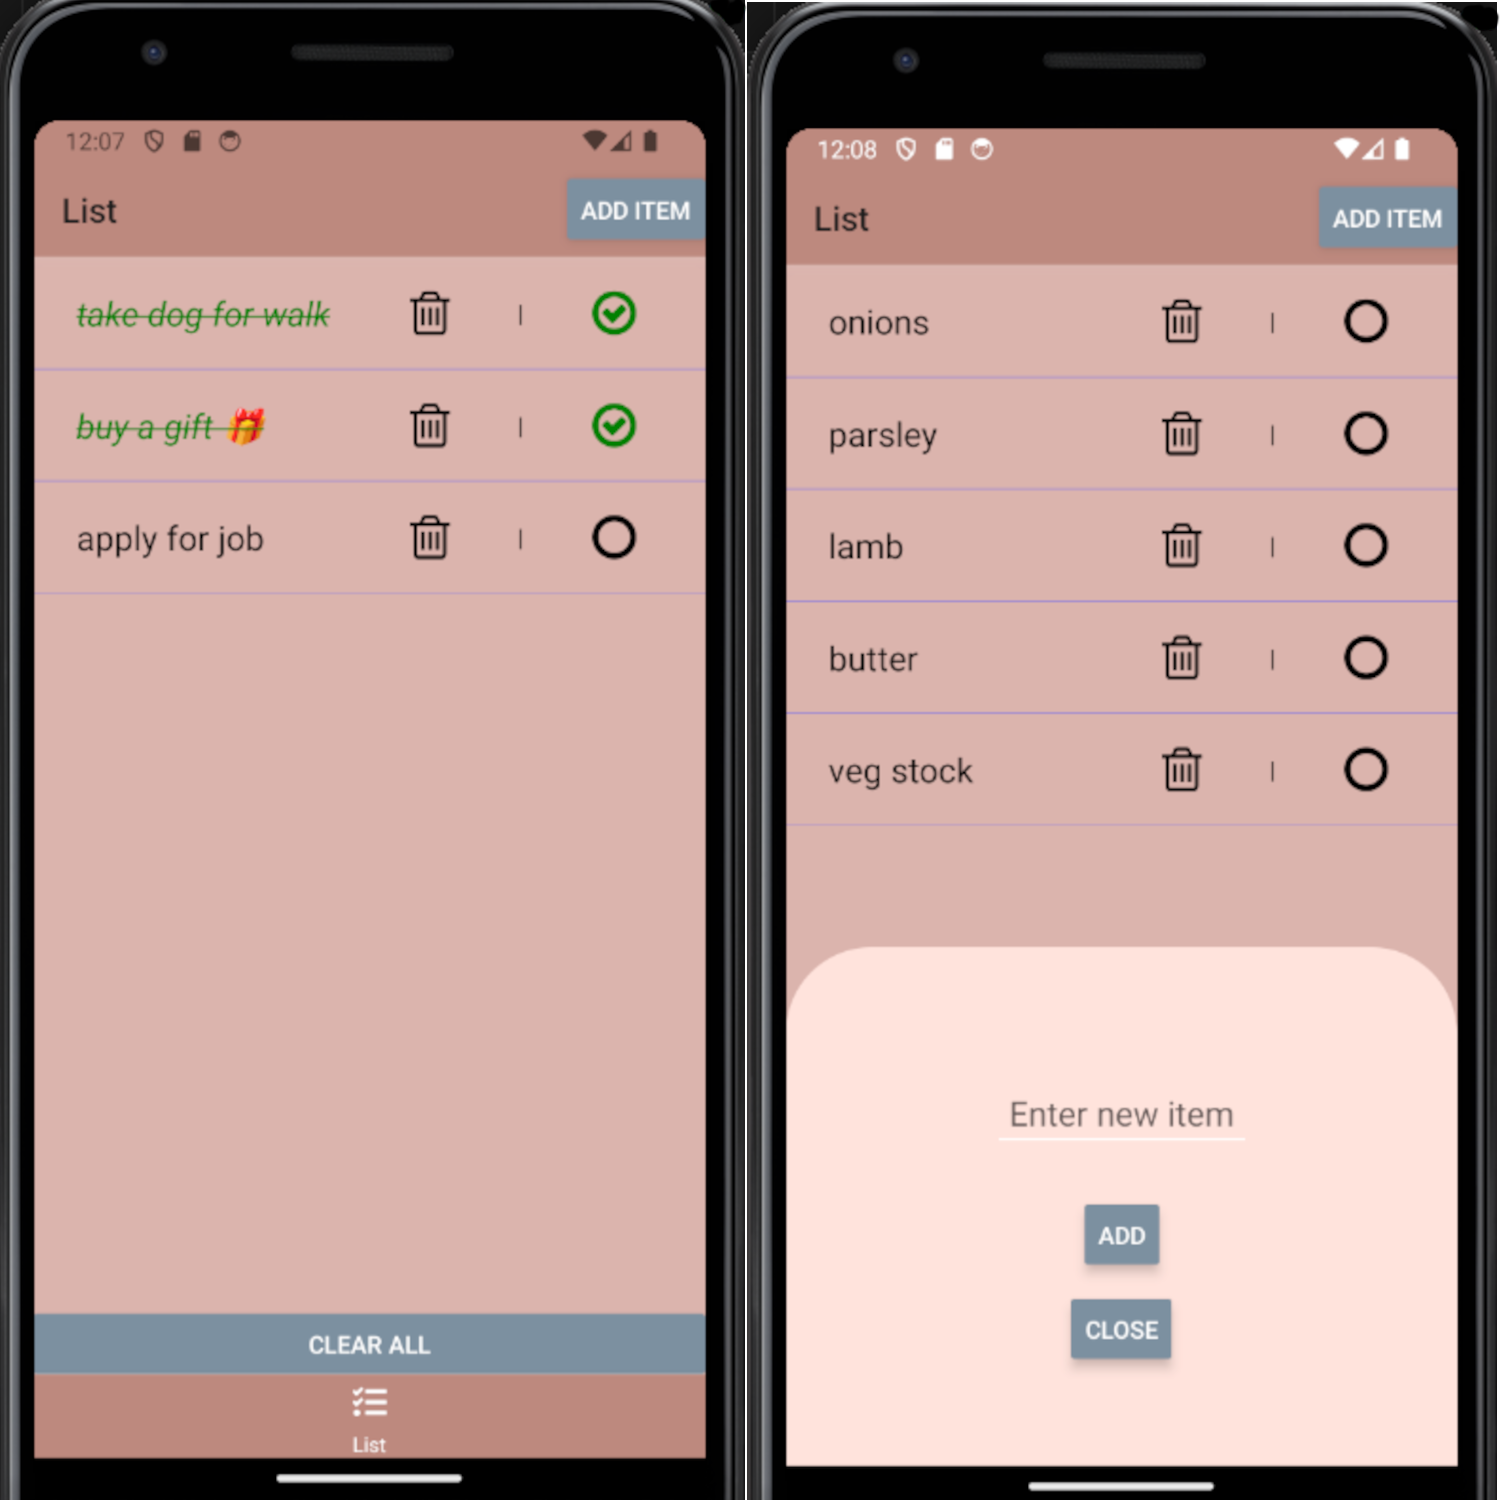 12:07
List
ADD ITEM
take dog for walk
|
buy a gift 🎁
|
apply for job
|
CLEAR ALL
List
12:08
List
ADD ITEM
onions
|
parsley
|
lamb
|
butter
|
veg stock
|
Enter new item
ADD
CLOSE